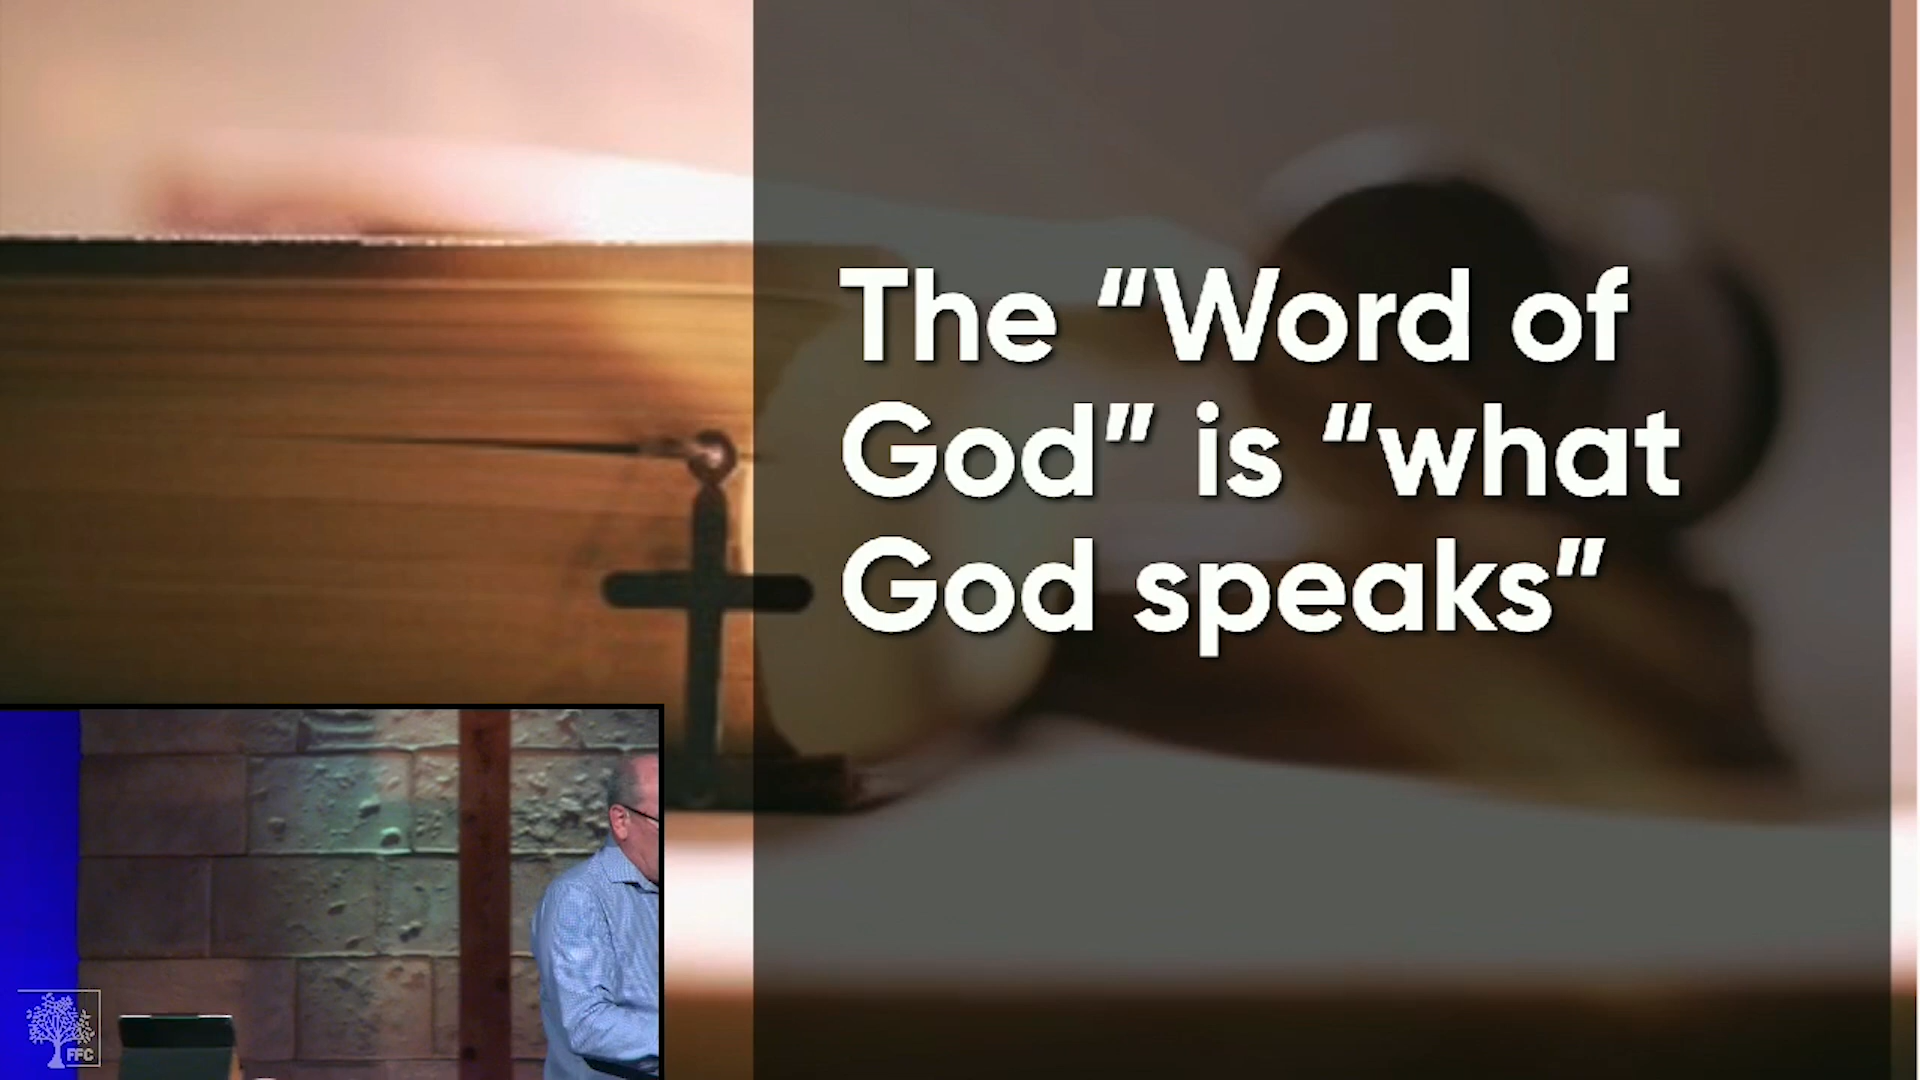 The “Word of
God” is “what
God speaks”
FFC